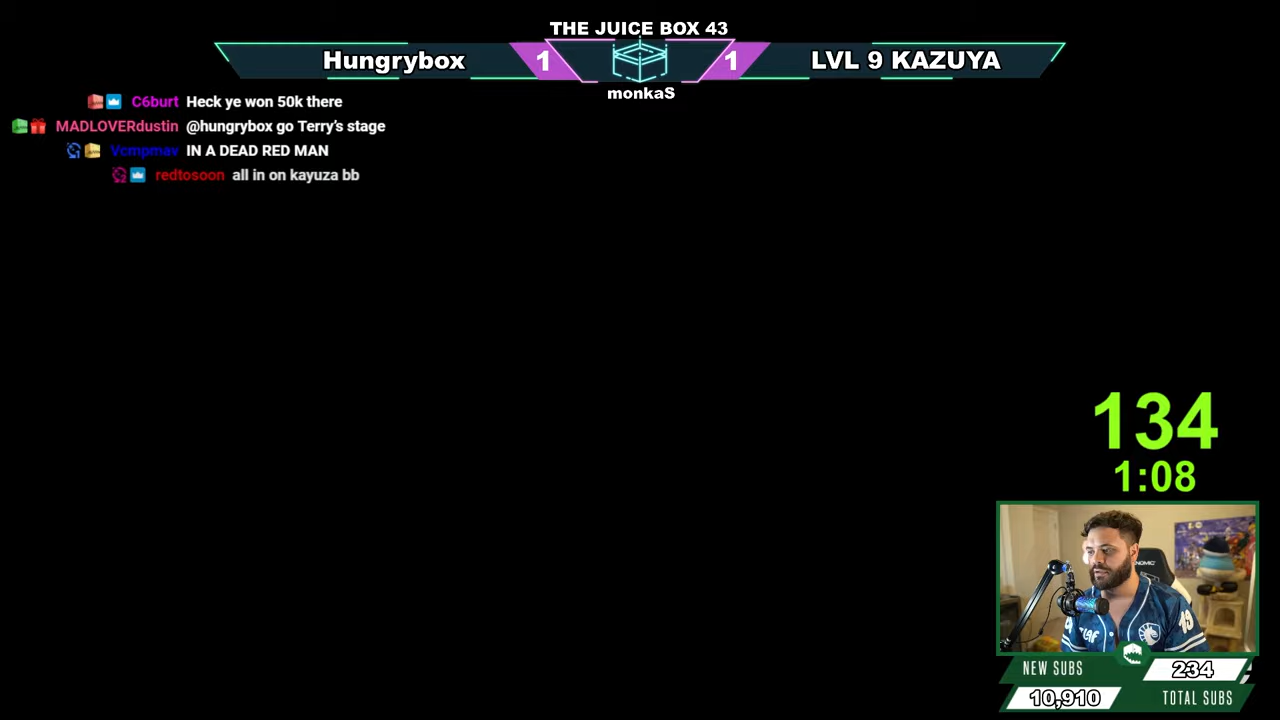 THE JUICE BOX 43
Hungrybox 1 1 LVL 9 KAZUYA
monkaS
C6burt Heck ye won 50k there
MADLOVERdustin @hungrybox go Terry's stage
Vcmpmav IN A DEAD RED MAN
redtosoon all in on kayuza bb
134
1:08
NEW SUBS 234
10,910 TOTAL SUBS